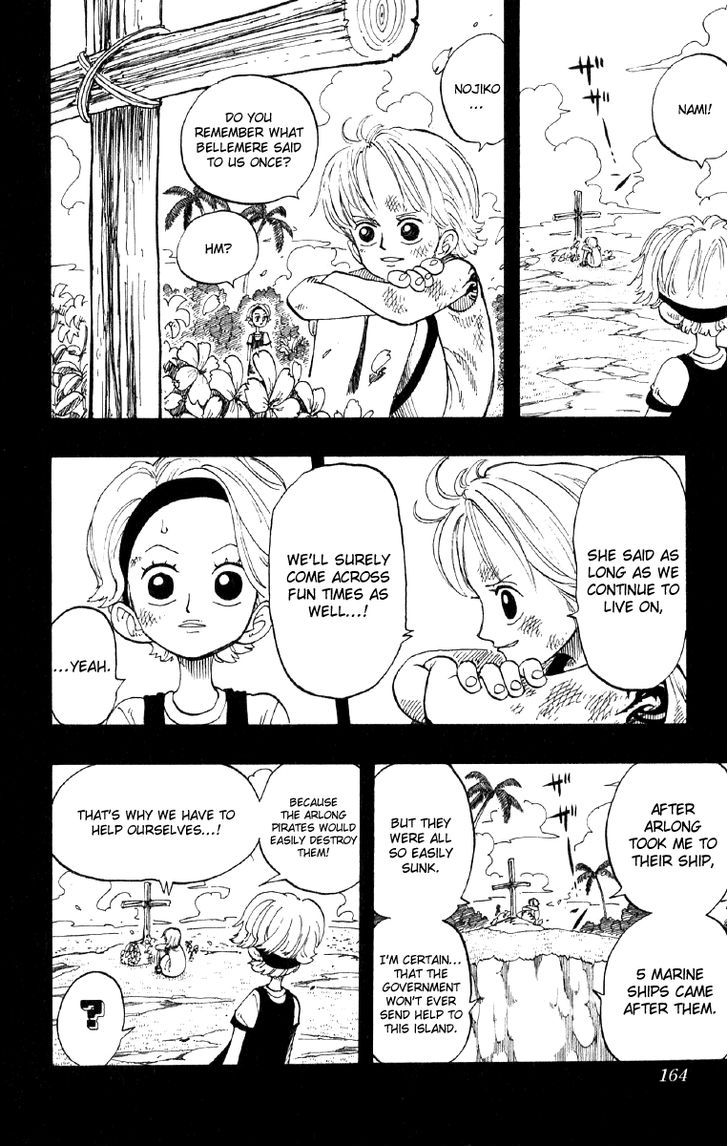 NAMI!
NOJIKO
...
DO YOU
REMEMBER WHAT
BELLEMERE SAID
TO US ONCE?
HM?
SHE SAID AS
LONG AS WE
CONTINUE TO
LIVE ON,
WE'LL SURELY
COME ACROSS
FUN TIMES AS
WELL...!
...YEAH.
AFTER
ARLONG
TOOK ME TO
THEIR SHIP,
5 MARINE
SHIPS CAME
AFTER THEM.
BUT THEY
WERE ALL
SO EASILY
SUNK.
I'M CERTAIN...
THAT THE
GOVERNMENT
WON'T EVER
SEND HELP TO
THIS ISLAND.
BECAUSE
THE ARLONG
PIRATES WOULD
EASILY DESTROY
THEM!
THAT'S WHY WE HAVE TO
HELP OURSELVES...!
?
164